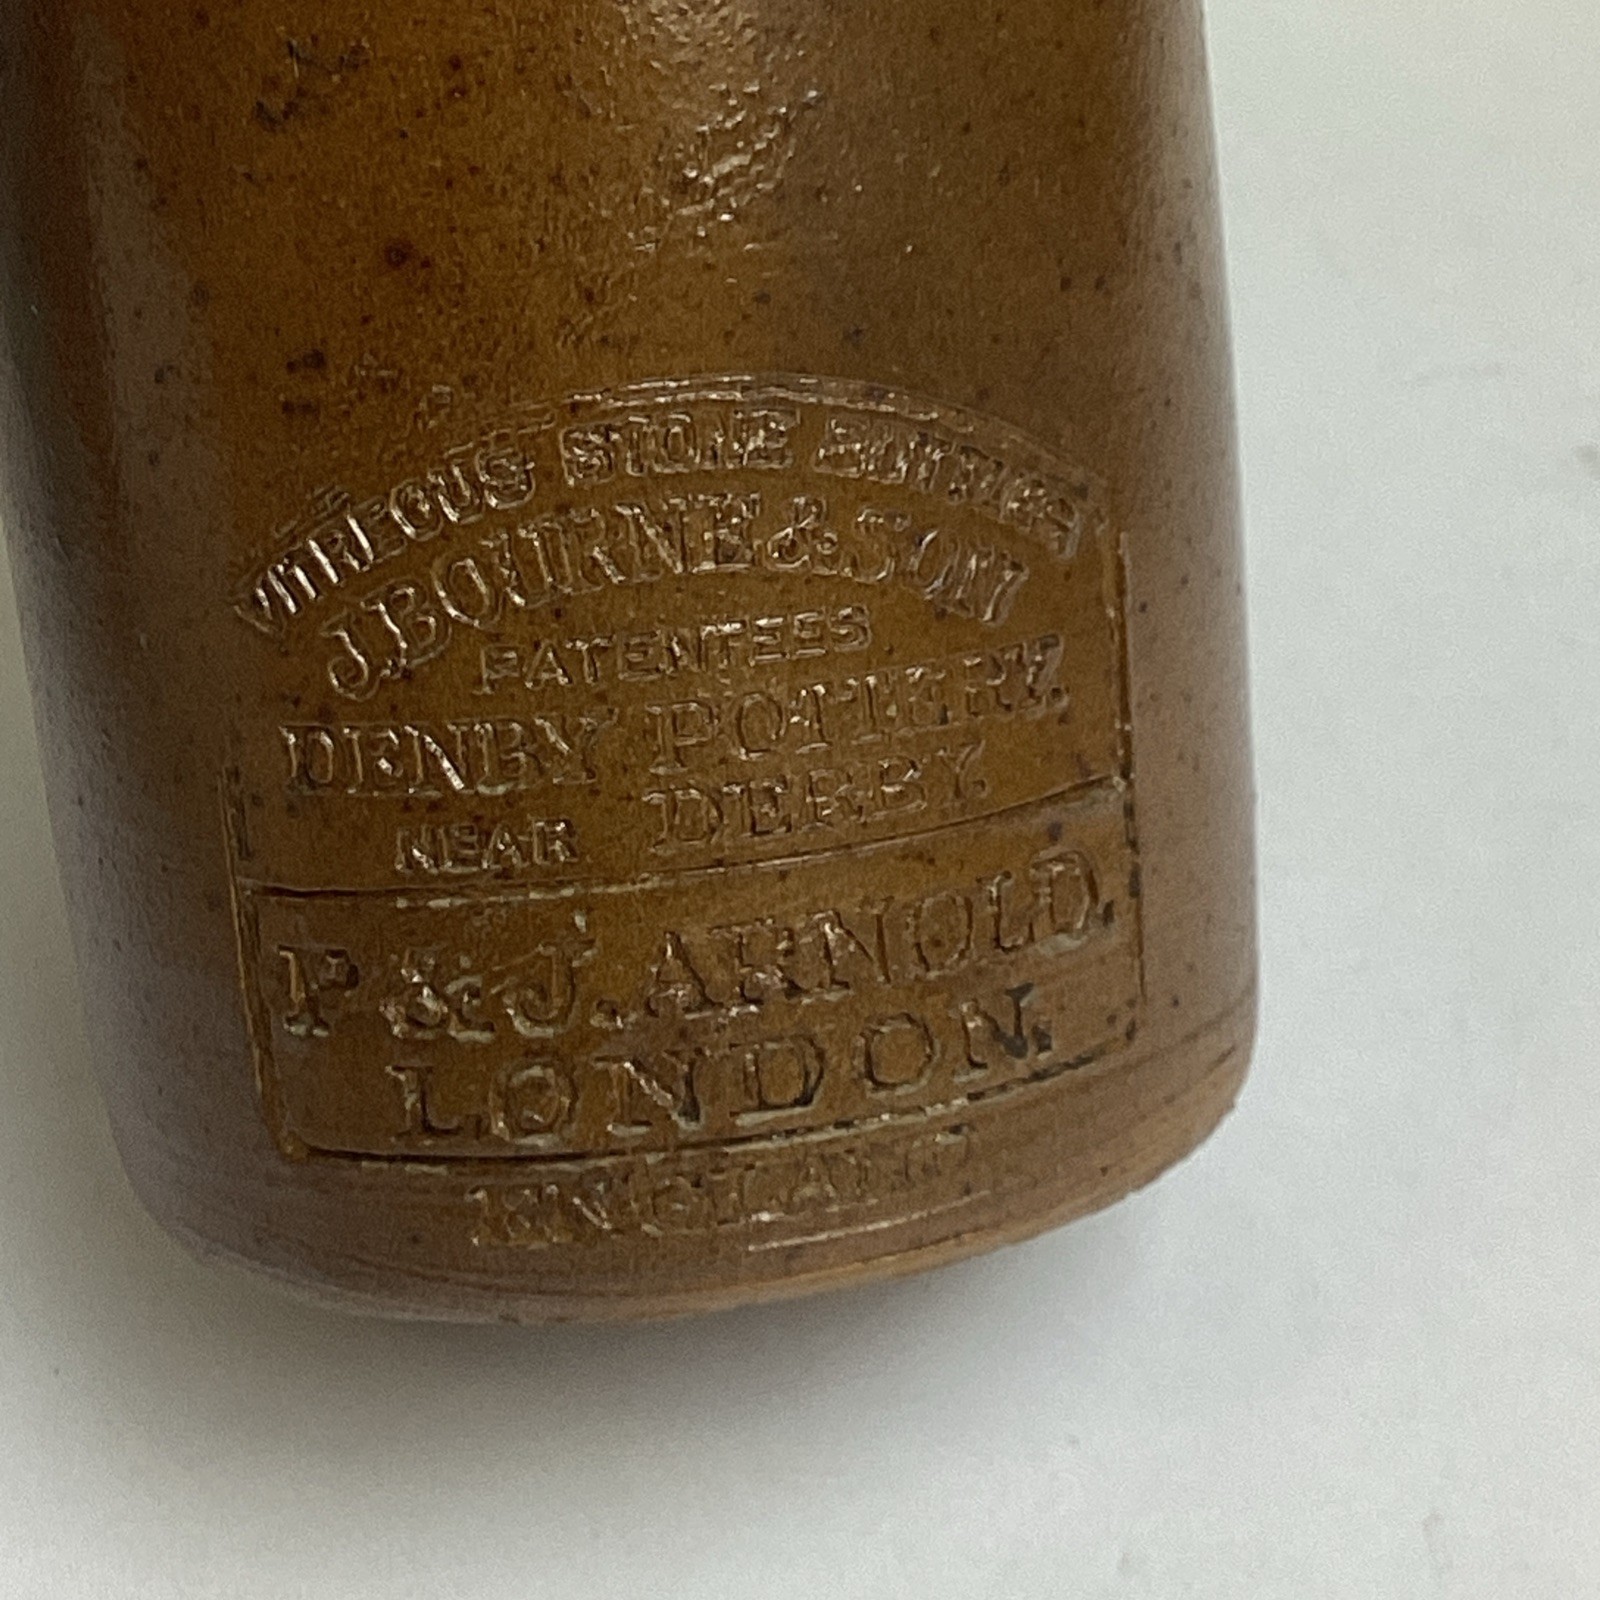 VITREOUS STONE BOTTLES
J. BOURNE & SON
PATENTEES
DENBY POTTERY.
NEAR DERBY.
P & J. ARNOLD.
LONDON.
ENGLAND